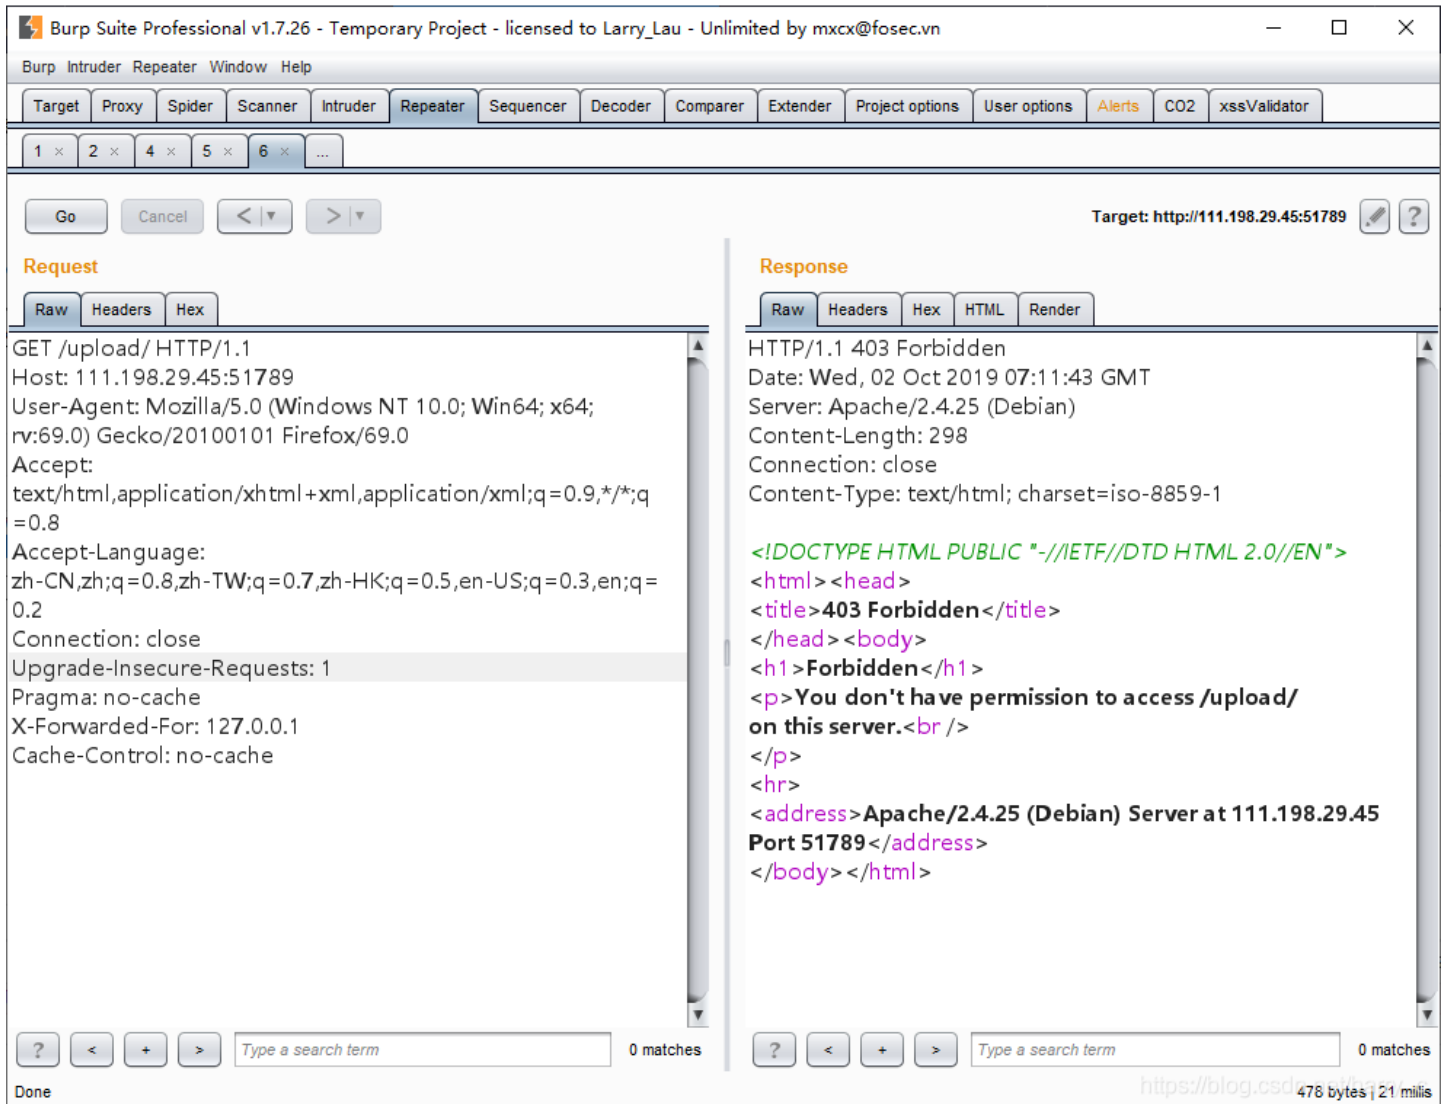 Burp Suite Professional v1.7.26 - Temporary Project - licensed to Larry_Lau - Unlimited by mxcx@fosec.vn
Burp Intruder Repeater Window Help
Target Proxy Spider Scanner Intruder Repeater Sequencer Decoder Comparer Extender Project options User options Alerts CO2 xssValidator
1 × 2 × 4 × 5 × 6 × ...
Go Cancel < ▼ > ▼ Target: http://111.198.29.45:51789 ?
Request
Raw Headers Hex
GET /upload/ HTTP/1.1
Host: 111.198.29.45:51789
User-Agent: Mozilla/5.0 (Windows NT 10.0; Win64; x64;
rv:69.0) Gecko/20100101 Firefox/69.0
Accept:
text/html,application/xhtml+xml,application/xml;q=0.9,*/*;q
=0.8
Accept-Language:
zh-CN,zh;q=0.8,zh-TW;q=0.7,zh-HK;q=0.5,en-US;q=0.3,en;q=
0.2
Connection: close
Upgrade-Insecure-Requests: 1
Pragma: no-cache
X-Forwarded-For: 127.0.0.1
Cache-Control: no-cache
? < + > Type a search term 0 matches
Response
Raw Headers Hex HTML Render
HTTP/1.1 403 Forbidden
Date: Wed, 02 Oct 2019 07:11:43 GMT
Server: Apache/2.4.25 (Debian)
Content-Length: 298
Connection: close
Content-Type: text/html; charset=iso-8859-1
<!DOCTYPE HTML PUBLIC "-//IETF//DTD HTML 2.0//EN">
<html><head>
<title>403 Forbidden</title>
</head><body>
<h1>Forbidden</h1>
<p>You don't have permission to access /upload/
on this server.<br />
</p>
<hr>
<address>Apache/2.4.25 (Debian) Server at 111.198.29.45
Port 51789</address>
</body></html>
? < + > Type a search term 0 matches
Done
478 bytes | 21 millis